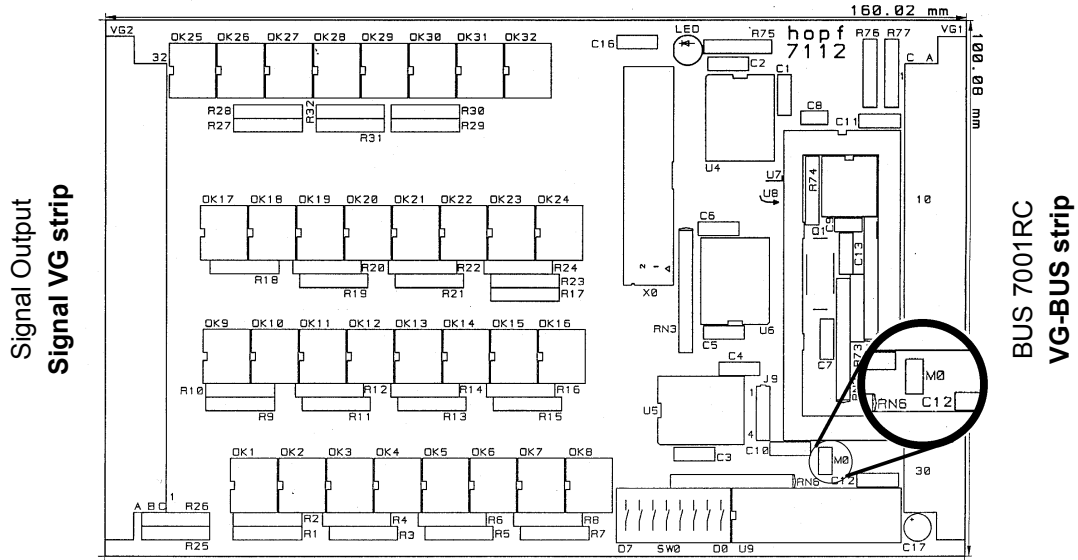 160.02 mm
100.08 mm
VG2
VG1
OK25 OK26 OK27 OK28 OK29 OK30 OK31 OK32
32
C16
LED
R75
hopf
7112
R76 R77
C A
1
C2
C1
C8
C11
R28
R27
R32
R31
R30
R29
U4
U7
U8
R74
10
OK17 OK18 OK19 OK20 OK21 OK22 OK23 OK24
C6
Q1
C9
C13
R18
R20
R19
R22
R21
R24
R23
R17
2 1 A
X0
RN3
U6
C5
C7
R73
OK9 OK10 OK11 OK12 OK13 OK14 OK15 OK16
C4
J9
R10
R9
R12
R11
R14
R13
R16
R15
U5
1
4
M0
RN6
C12
OK1 OK2 OK3 OK4 OK5 OK6 OK7 OK8
C3
C10
M0
30
RN6
C12
A B C
1
R26
R25
R2
R1
R4
R3
R6
R5
R8
R7
D7 SW0 D0 U9
C17
Signal Output
Signal VG strip
BUS 7001RC
VG-BUS strip